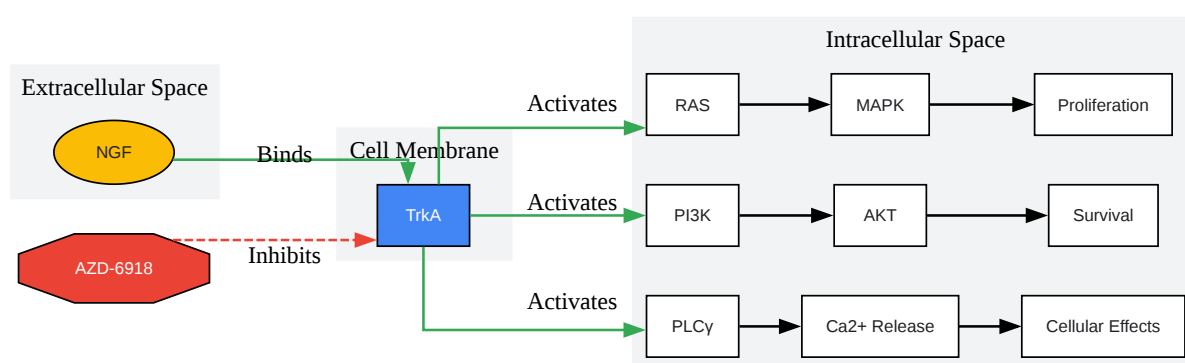 Intracellular Space
Extracellular Space
Activates
RAS
MAPK
Proliferation
NGF
Binds
Cell Membrane
TrkA
Activates
PI3K
AKT
Survival
AZD-6918
Inhibits
Activates
PLCγ
Ca2+ Release
Cellular Effects